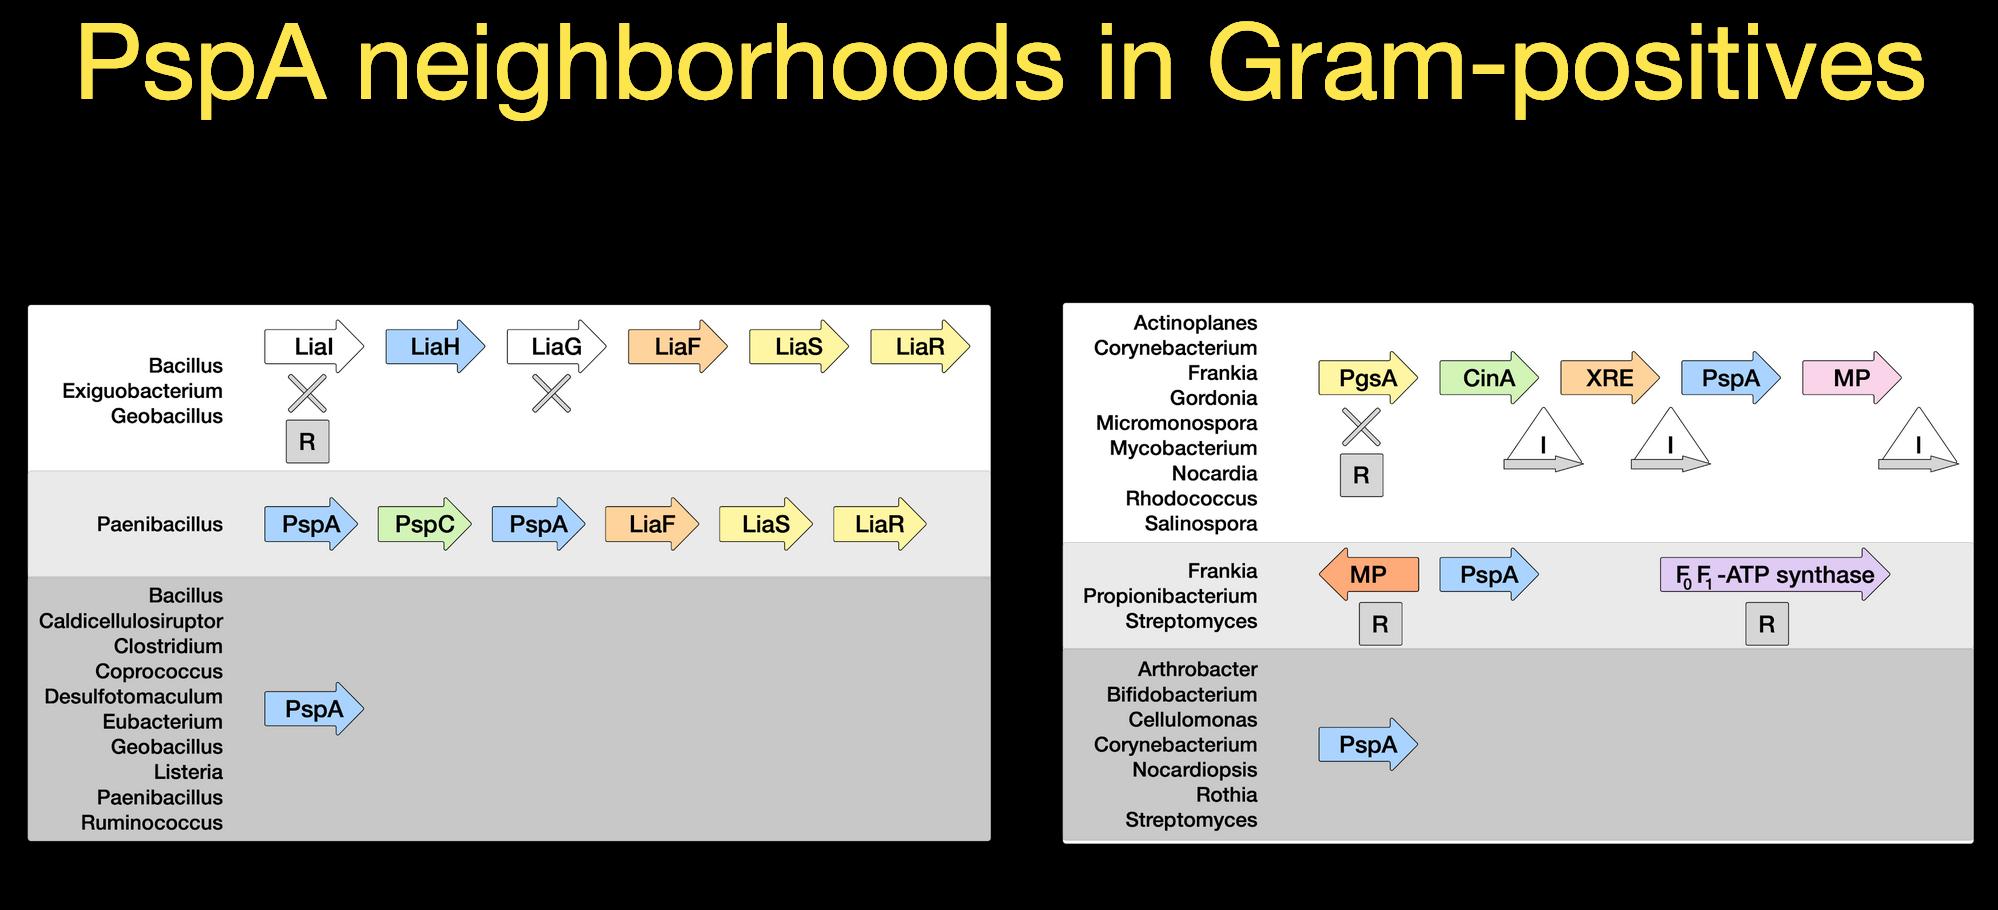 PspA neighborhoods in Gram-positives
Bacillus
Exiguobacterium
Geobacillus
LiaI LiaH LiaG LiaF LiaS LiaR
R
Paenibacillus
PspA PspC PspA LiaF LiaS LiaR
Bacillus
Caldicellulosiruptor
Clostridium
Coprococcus
Desulfotomaculum
Eubacterium
Geobacillus
Listeria
Paenibacillus
Ruminococcus
PspA
Actinoplanes
Corynebacterium
Frankia
Gordonia
Micromonospora
Mycobacterium
Nocardia
Rhodococcus
Salinospora
PgsA CinA XRE PspA MP
I I I
R
Frankia
Propionibacterium
Streptomyces
MP PspA F0F1-ATP synthase
R R
Arthrobacter
Bifidobacterium
Cellulomonas
Corynebacterium
Nocardiopsis
Rothia
Streptomyces
PspA